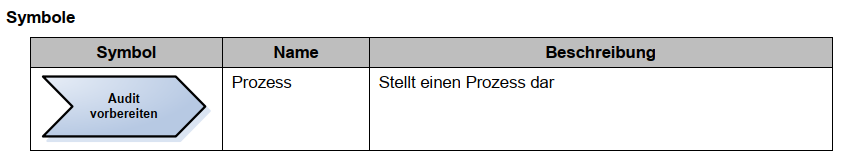 Symbole
Symbol Name Beschreibung
Audit vorbereiten Prozess Stellt einen Prozess dar